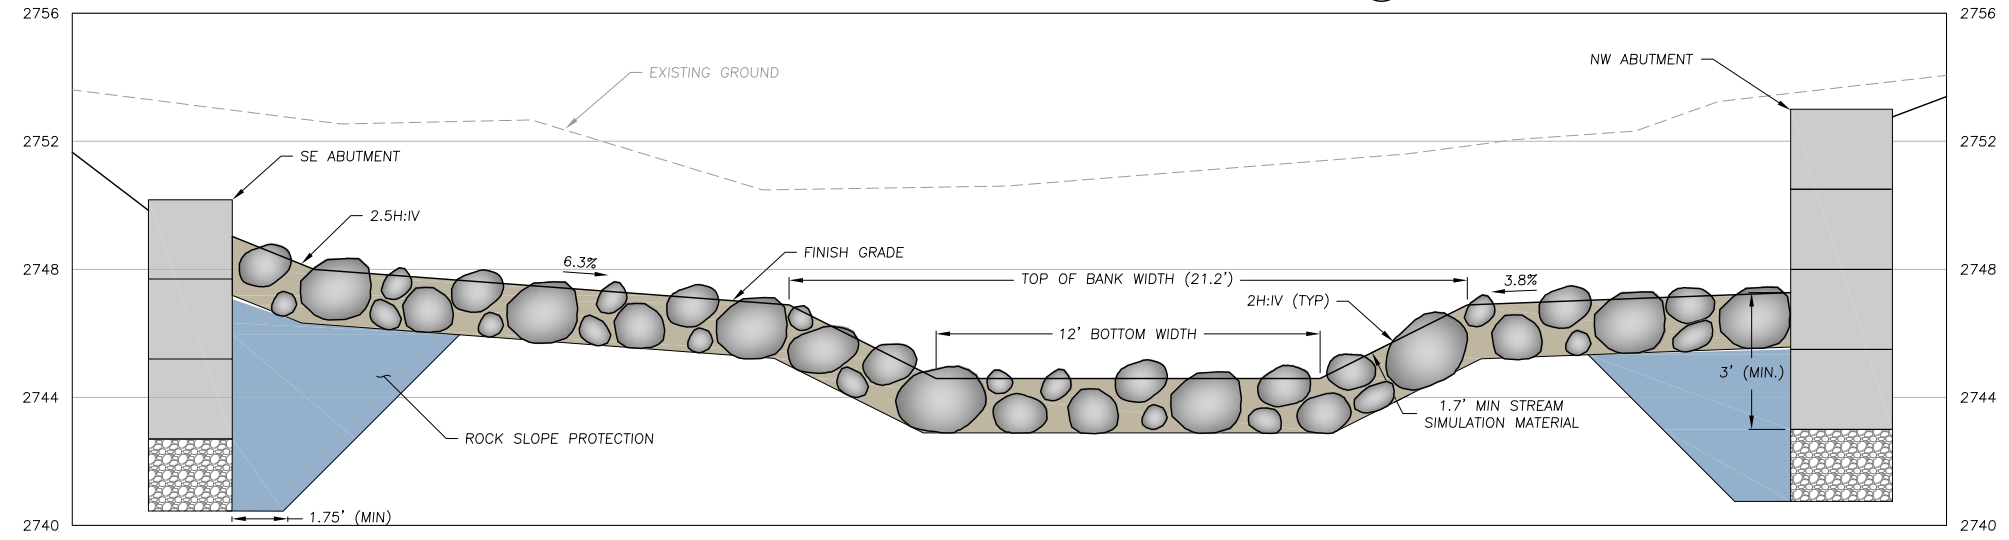 2756
2756
EXISTING GROUND
NW ABUTMENT
2752
2752
SE ABUTMENT
2.5H:IV
6.3%
FINISH GRADE
TOP OF BANK WIDTH (21.2')
3.8%
2748
2748
2H:IV (TYP)
12' BOTTOM WIDTH
3' (MIN.)
2744
2744
1.7' MIN STREAM
SIMULATION MATERIAL
ROCK SLOPE PROTECTION
1.75' (MIN)
2740
2740